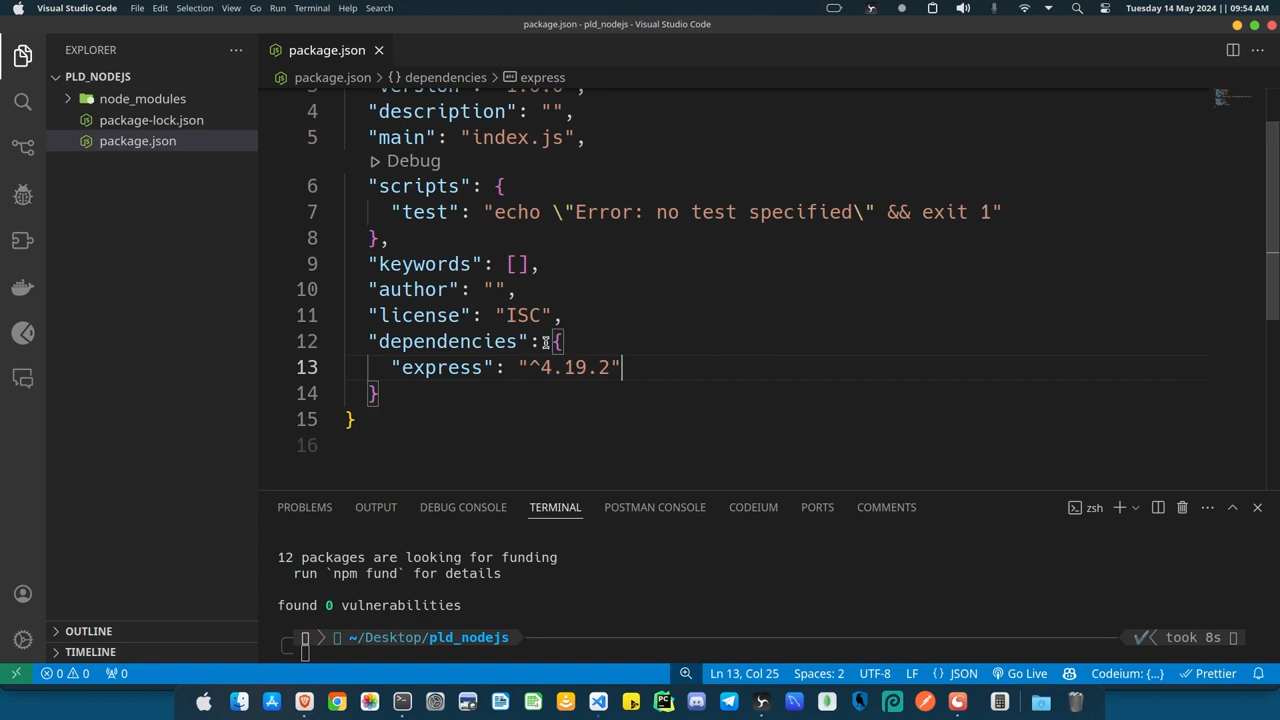 Visual Studio Code File Edit Selection View Go Run Terminal Help Search Tuesday 14 May 2024 || 09:54 AM
package.json - pld_nodejs - Visual Studio Code
EXPLORER
package.json
PLD_NODEJS
package.json > {} dependencies > abc express
node_modules
package-lock.json
package.json
4 "description": "",
5 "main": "index.js",
Debug
6 "scripts": {
7 "test": "echo \"Error: no test specified\" && exit 1"
8 },
9 "keywords": [],
10 "author": "",
11 "license": "ISC",
12 "dependencies": {
13 "express": "^4.19.2"
14 }
15 }
16
PROBLEMS OUTPUT DEBUG CONSOLE TERMINAL POSTMAN CONSOLE CODEIUM PORTS COMMENTS
zsh
12 packages are looking for funding
run `npm fund` for details
found 0 vulnerabilities
~/Desktop/pld_nodejs
took 8s
OUTLINE
TIMELINE
0 0 0 Ln 13, Col 25 Spaces: 2 UTF-8 LF {} JSON Go Live Codeium: {...} Prettier